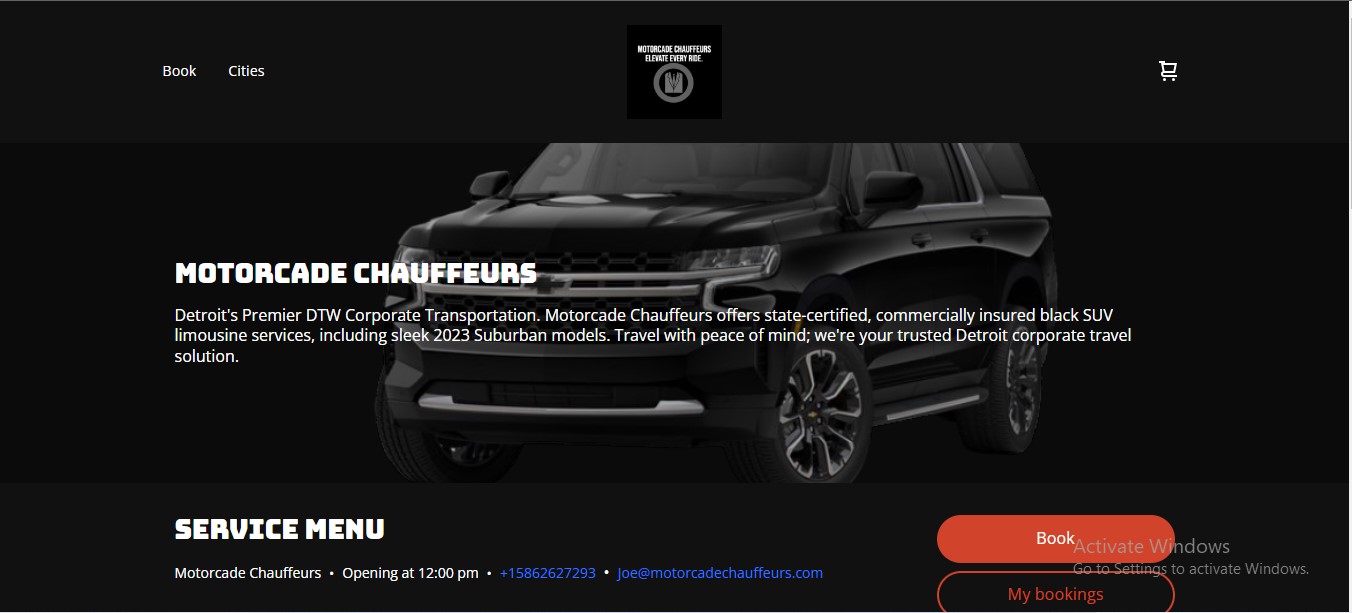 Book Cities
MOTORCADE CHAUFFEURS
ELEVATE EVERY RIDE.
MOTORCADE CHAUFFEURS
Detroit's Premier DTW Corporate Transportation. Motorcade Chauffeurs offers state-certified, commercially insured black SUV
limousine services, including sleek 2023 Suburban models. Travel with peace of mind; we're your trusted Detroit corporate travel
solution.
SERVICE MENU
Motorcade Chauffeurs • Opening at 12:00 pm • +15862627293 • Joe@motorcadechauffeurs.com
Book
Activate Windows
Go to Settings to activate Windows.
My bookings